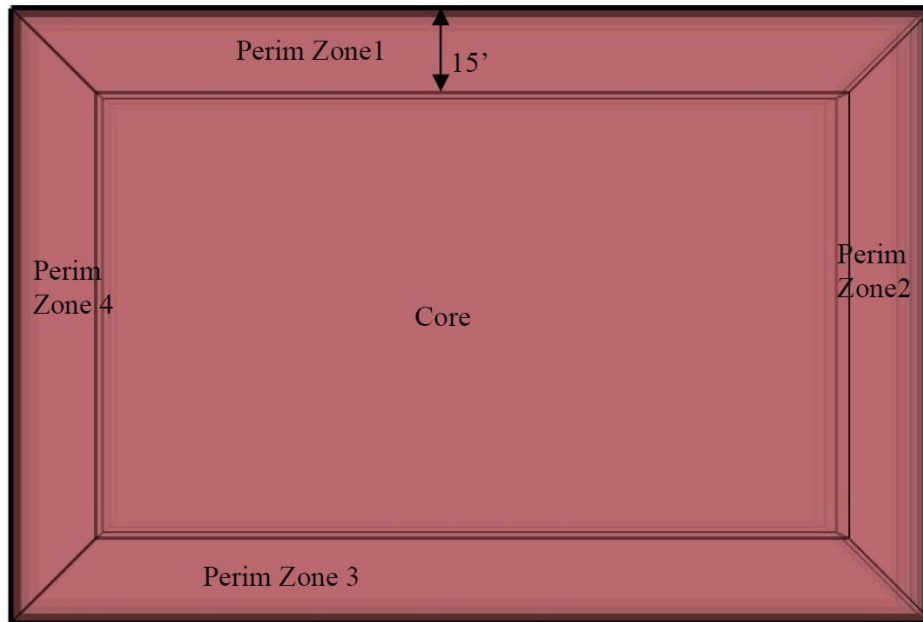 Perim Zone1
15’
Perim
Zone 4
Perim
Zone2
Core
Perim Zone 3